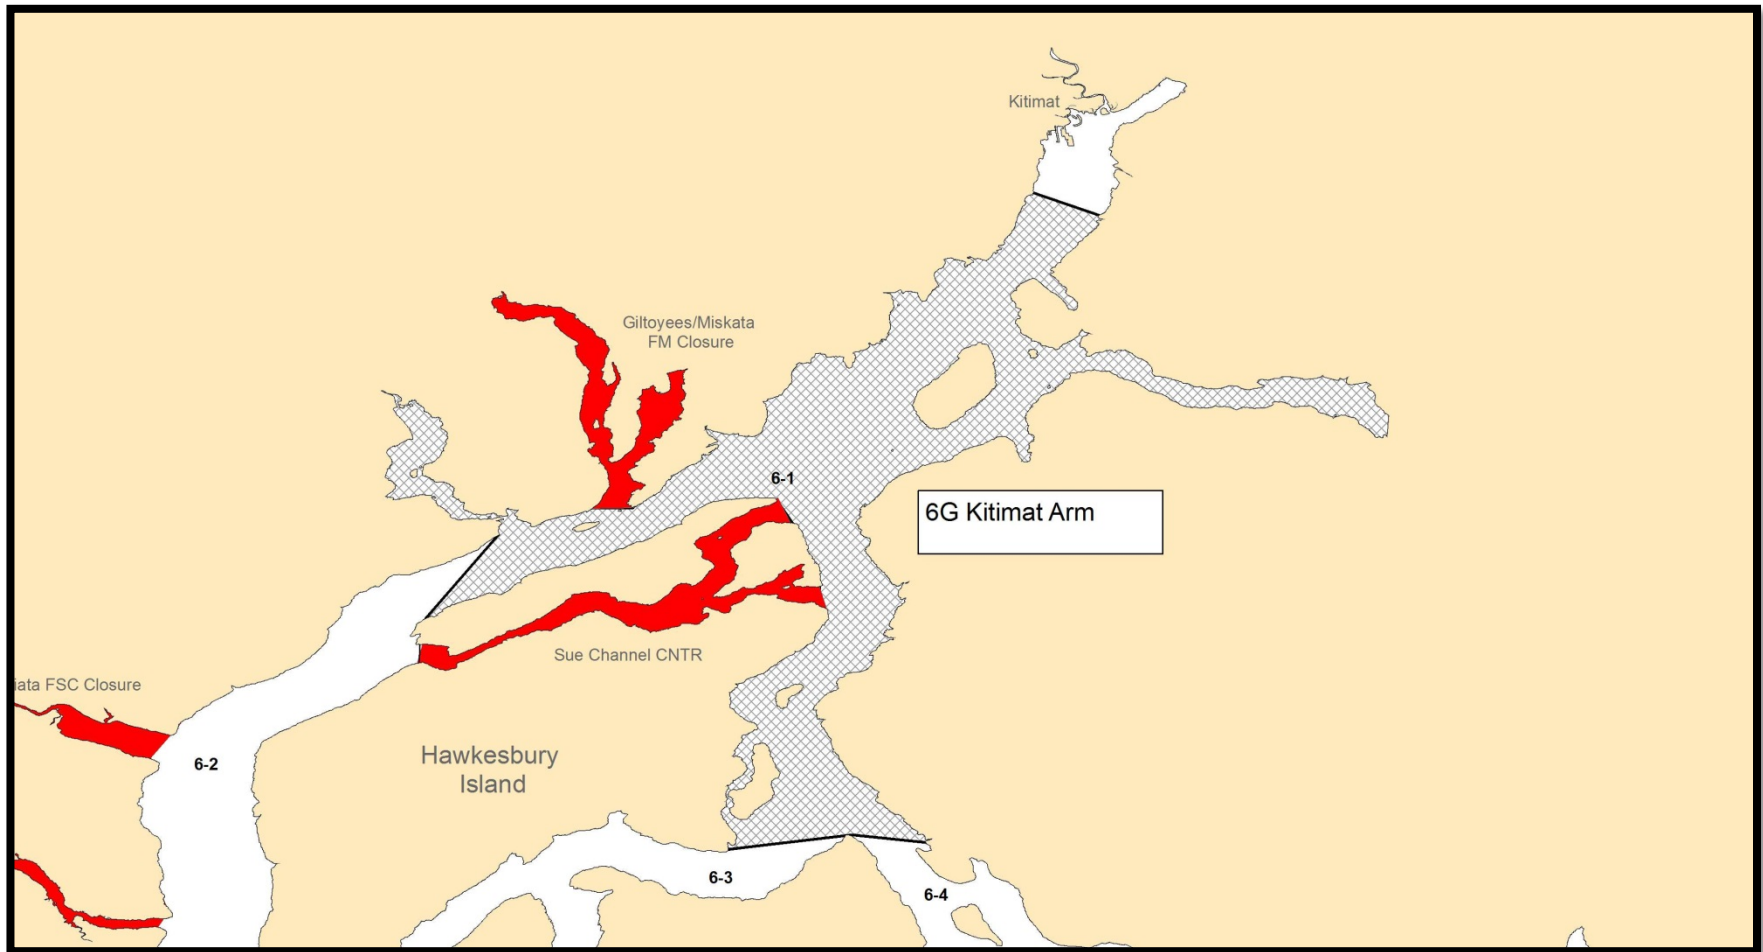 Kitimat
Giltoyees/Miskata
FM Closure
6-1
6G Kitimat Arm
Sue Channel CNTR
iata FSC Closure
6-2
Hawkesbury
Island
6-3
6-4